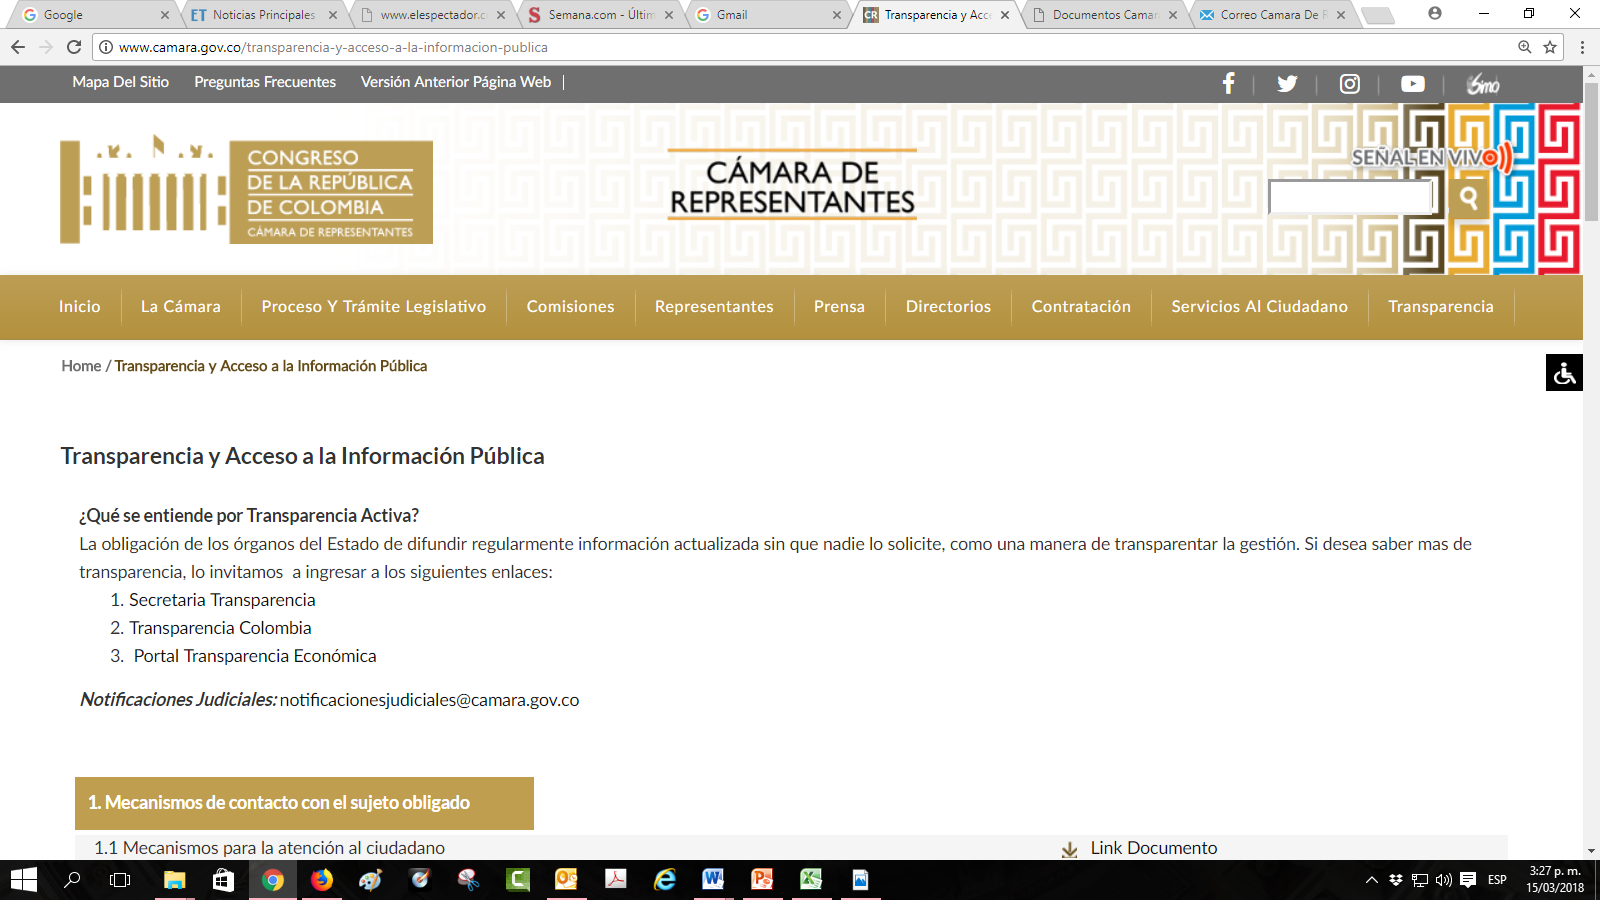 Google
ET Noticias Principales
www.elespectador.c
Semana.com - Últim
Gmail
CR Transparencia y Acce
Documentos Camar
Correo Camara De R
www.camara.gov.co/transparencia-y-acceso-a-la-informacion-publica
Mapa Del Sitio Preguntas Frecuentes Versión Anterior Página Web
CONGRESO
DE LA REPÚBLICA
DE COLOMBIA
CÁMARA DE REPRESENTANTES
CÁMARA DE
REPRESENTANTES
SEÑAL EN VIVO
Inicio La Cámara Proceso Y Trámite Legislativo Comisiones Representantes Prensa Directorios Contratación Servicios Al Ciudadano Transparencia
Home / Transparencia y Acceso a la Información Pública
Transparencia y Acceso a la Información Pública
¿Qué se entiende por Transparencia Activa?
La obligación de los órganos del Estado de difundir regularmente información actualizada sin que nadie lo solicite, como una manera de transparentar la gestión. Si desea saber mas de
transparencia, lo invitamos a ingresar a los siguientes enlaces:
1. Secretaria Transparencia
2. Transparencia Colombia
3. Portal Transparencia Económica
Notificaciones Judiciales: notificacionesjudiciales@camara.gov.co
1. Mecanismos de contacto con el sujeto obligado
1.1 Mecanismos para la atención al ciudadano Link Documento
ESP
3:27 p. m.
15/03/2018